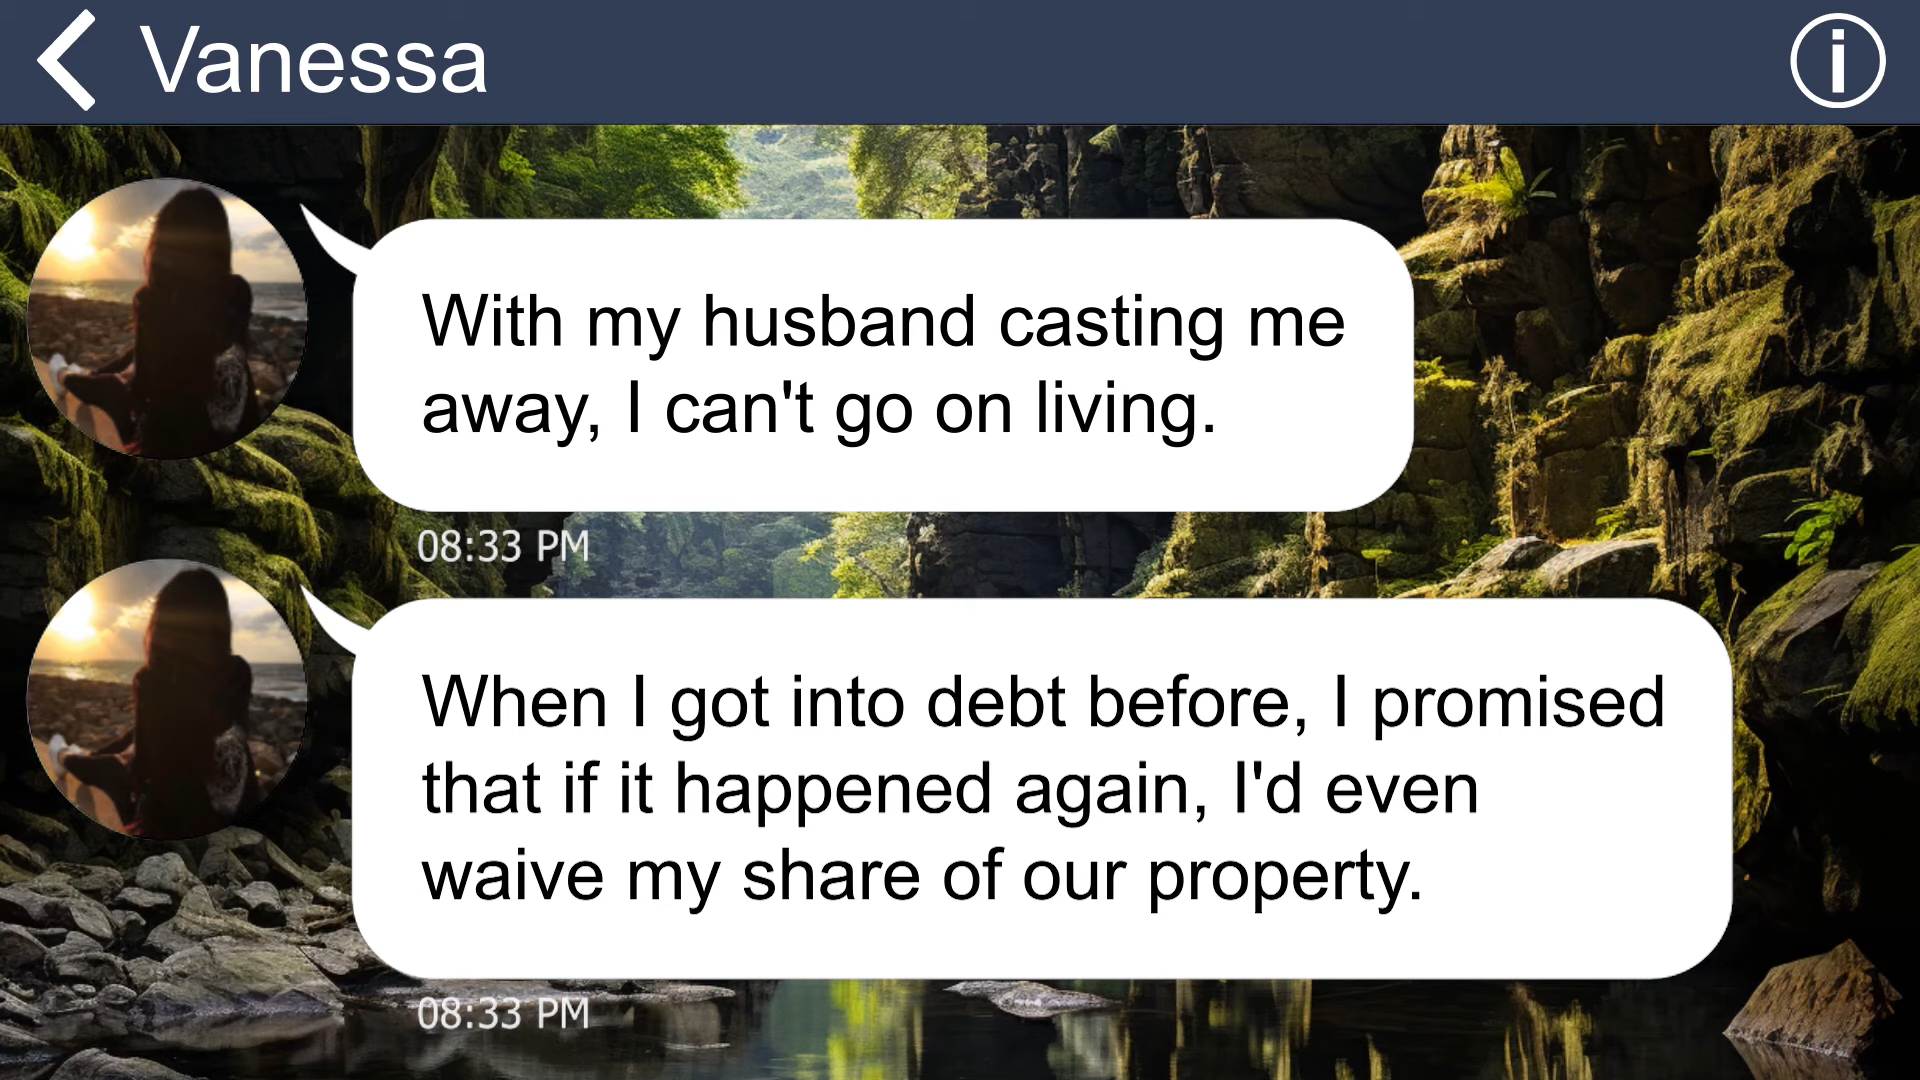 Vanessa
With my husband casting me
away, I can't go on living.
08:33 PM
When I got into debt before, I promised
that if it happened again, I'd even
waive my share of our property.
08:33 PM